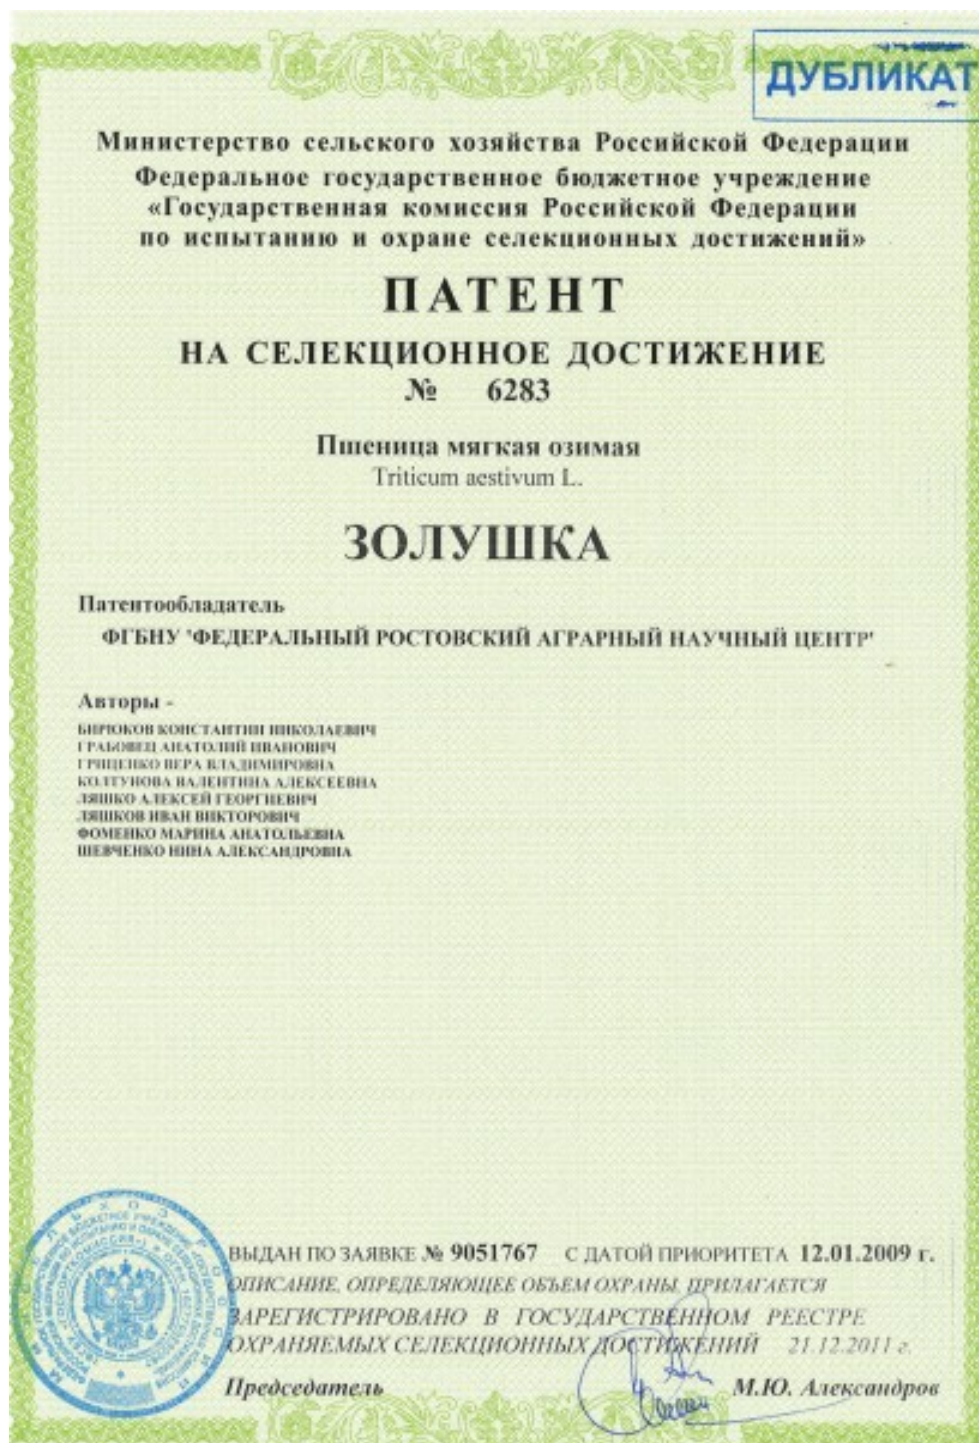 ДУБЛИКАТ
Министерство сельского хозяйства Российской Федерации
Федеральное государственное бюджетное учреждение
«Государственная комиссия Российской Федерации
по испытанию и охране селекционных достижений»
ПАТЕНТ
НА СЕЛЕКЦИОННОЕ ДОСТИЖЕНИЕ
№ 6283
Пшеница мягкая озимая
Triticum aestivum L.
ЗОЛУШКА
Патентообладатель
ФГБНУ 'ФЕДЕРАЛЬНЫЙ РОСТОВСКИЙ АГРАРНЫЙ НАУЧНЫЙ ЦЕНТР'
Авторы -
БИРЮКОВ КОНСТАНТИН НИКОЛАЕВИЧ
ГРАБОВЕЦ АНАТОЛИЙ ИВАНОВИЧ
ГРИЦЕНКО ВЕРА ВЛАДИМИРОВНА
КОЛТУНОВА ВАЛЕНТИНА АЛЕКСЕЕВНА
ЛЯШКО АЛЕКСЕЙ ГЕОРГИЕВИЧ
ЛЯШКОВ ИВАН ВИКТОРОВИЧ
ФОМЕНКО МАРИНА АНАТОЛЬЕВНА
ШЕВЧЕНКО НИНА АЛЕКСАНДРОВНА
ВЫДАН ПО ЗАЯВКЕ № 9051767 С ДАТОЙ ПРИОРИТЕТА 12.01.2009 г.
ОПИСАНИЕ, ОПРЕДЕЛЯЮЩЕЕ ОБЪЕМ ОХРАНЫ, ПРИЛАГАЕТСЯ
ЗАРЕГИСТРИРОВАНО В ГОСУДАРСТВЕННОМ РЕЕСТРЕ
ОХРАНЯЕМЫХ СЕЛЕКЦИОННЫХ ДОСТИЖЕНИЙ 21.12.2011 г.
Председатель М.Ю. Александров